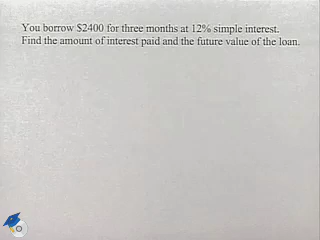 You borrow $2400 for three months at 12% simple interest.
Find the amount of interest paid and the future value of the loan.